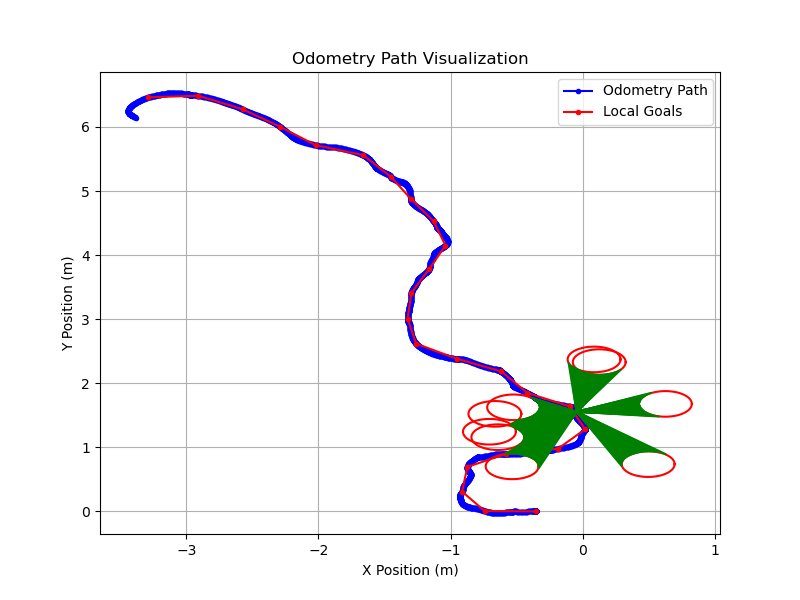 Odometry Path Visualization
Odometry Path
Local Goals
Y Position (m)
6
5
4
3
2
1
0
−3
−2
−1
0
1
X Position (m)